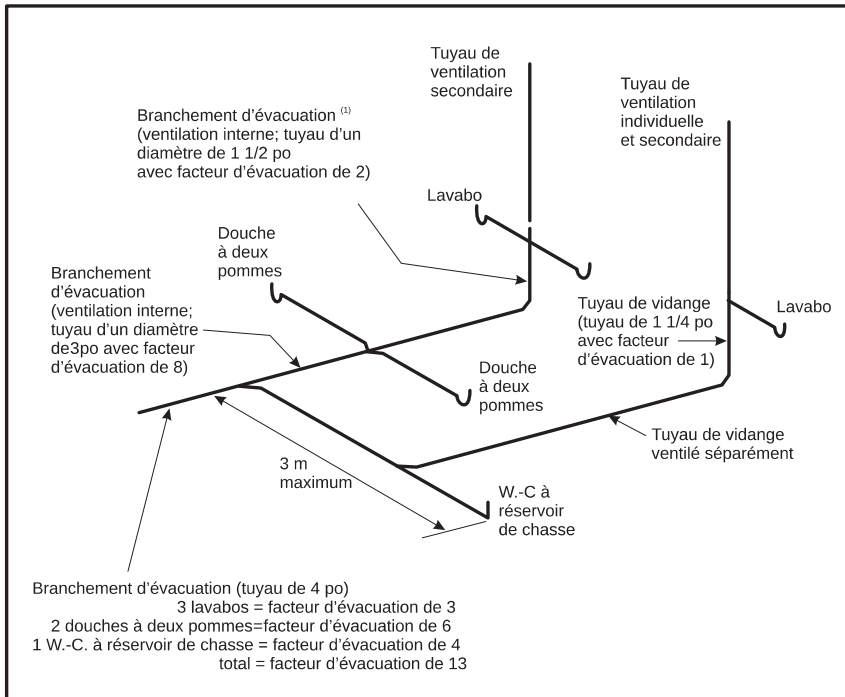 Tuyau de
ventilation
secondaire
Tuyau de
ventilation
individuelle
et secondaire
Branchement d’évacuation (1)
(ventilation interne; tuyau d’un
diamètre de 1 1/2 po
avec facteur d’évacuation de 2)
Lavabo
Douche
à deux
pommes
Branchement
d’évacuation
(ventilation interne;
tuyau d’un diamètre
de3po avec facteur
d’évacuation de 8)
Tuyau de vidange
(tuyau de 1 1/4 po
avec facteur
d’évacuation de 1)
Lavabo
Douche
à deux
pommes
Tuyau de vidange
ventilé séparément
3 m
maximum
W.-C à
réservoir
de chasse
Branchement d’évacuation (tuyau de 4 po)
3 lavabos = facteur d’évacuation de 3
2 douches à deux pommes=facteur d’évacuation de 6
1 W.-C. à réservoir de chasse = facteur d’évacuation de 4
total = facteur d’évacuation de 13